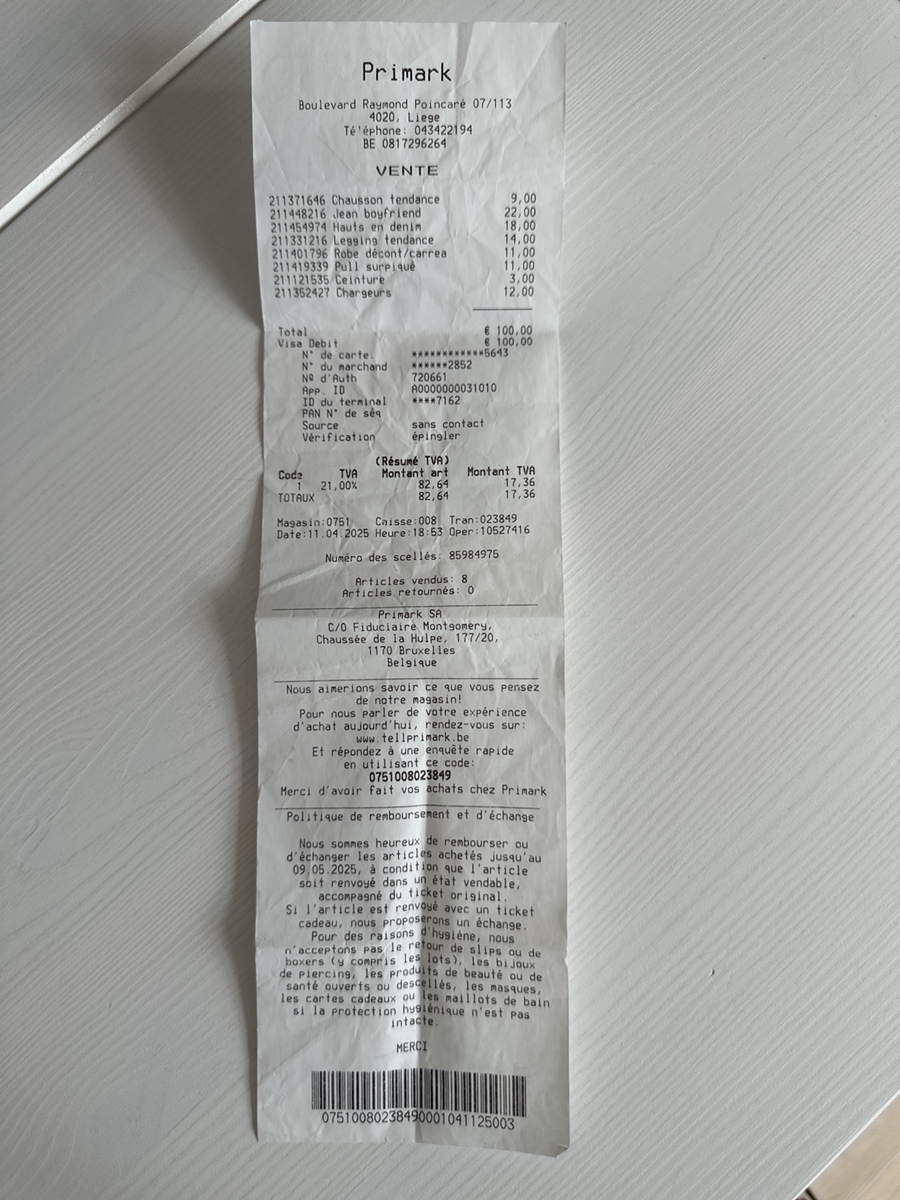 Primark
Boulevard Raymond Poincaré 07/113
4020, Liege
Téléphone: 043422194
BE 0817296264
VENTE
211371646 Chausson tendance 9,00
211448216 Jean boyfriend 22,00
211454974 Hauts en denim 18,00
211331216 Legging tendance 14,00
211401796 Robe décont/carrea 11,00
211419339 Pull surpiqué 11,00
211121535 Ceinture 3,00
211352427 Chargeurs 12,00
Total € 100,00
Visa Debit € 100,00
N° de carte. ************5643
N° du marchand ******2852
Nº d'Auth 720661
App. ID A0000000031010
ID du terminal ****7162
PAN N° de séq
Source sans contact
Vérification épingler
(Résumé TVA)
Code TVA Montant art Montant TVA
1 21,00% 82,64 17,36
TOTAUX 82,64 17,36
Magasin:0751 Caisse:008 Tran:023849
Date:11.04.2025 Heure:18:53 Oper:10527416
Numéro des scellés: 85984975
Articles vendus: 8
Articles retournés: 0
Primark SA
C/O Fiduciaire Montgomery,
Chaussée de la Hulpe, 177/20,
1170 Bruxelles
Belgique
Nous aimerions savoir ce que vous pensez
de notre magasin!
Pour nous parler de votre expérience
d'achat aujourd'hui, rendez-vous sur:
www.tellprimark.be
Et répondez à une enquête rapide
en utilisant ce code:
0751008023849
Merci d'avoir fait vos achats chez Primark
Politique de remboursement et d'échange
Nous sommes heureux de rembourser ou
d'échanger les articles achetés jusqu'au
09.05.2025, à condition que l'article
soit renvoyé dans un état vendable,
accompagné du ticket original.
Si l'article est renvoyé avec un ticket
cadeau, nous proposerons un échange.
Pour des raisons d'hygiène, nous
n'acceptons pas le retour de slips ou de
boxers (y compris les lots), les bijoux
de piercing, les produits de beauté ou de
santé ouverts ou descellés, les masques,
les cartes cadeaux ou les maillots de bain
si la protection hygiénique n'est pas
intacte.
MERCI
07510080238490001041125003